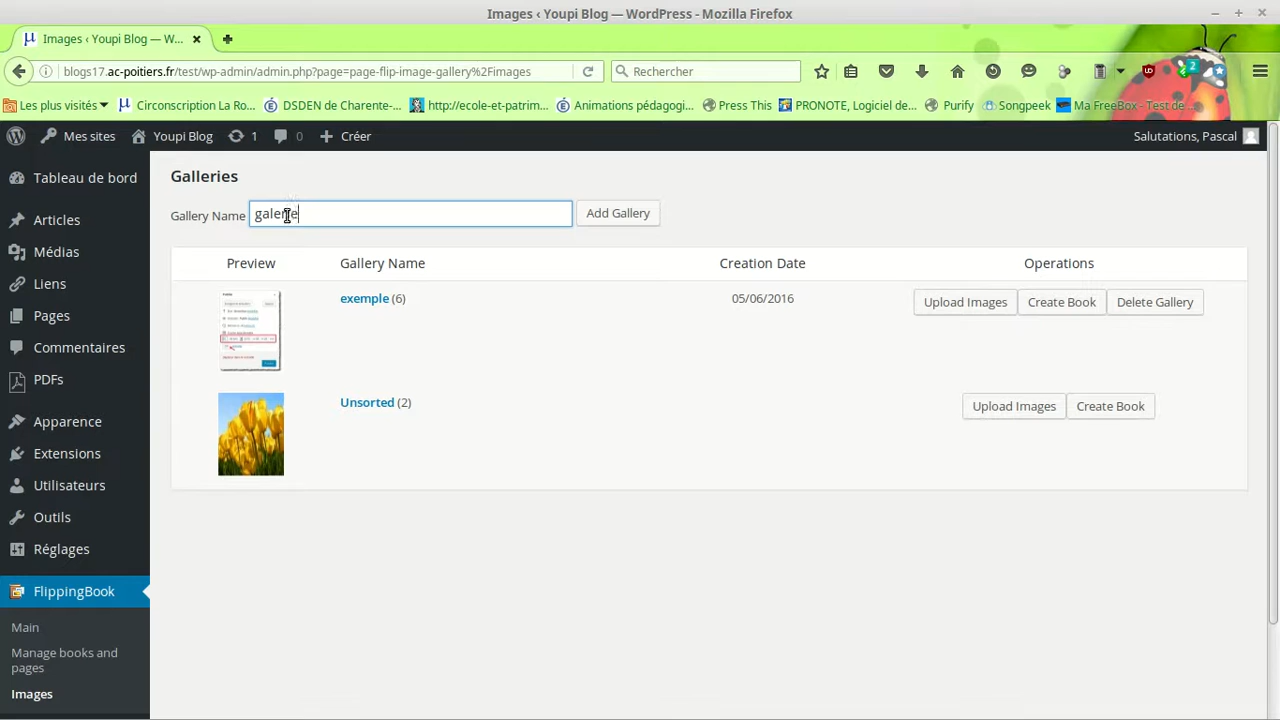 Images ‹ Youpi Blog — WordPress - Mozilla Firefox
Images ‹ Youpi Blog — W...
blogs17.ac-poitiers.fr/test/wp-admin/admin.php?page=page-flip-image-gallery%2Fimages
Rechercher
2
Les plus visités
Circonscription La Ro...
DSDEN de Charente-...
http://ecole-et-patrim...
Animations pédagogi...
Press This
PRONOTE, Logiciel de...
Purify
Songpeek
Ma FreeBox - Test de ...
Mes sites
Youpi Blog
1
0
Créer
Salutations, Pascal
Tableau de bord
Articles
Médias
Liens
Pages
Commentaires
PDFs
Apparence
Extensions
Utilisateurs
Outils
Réglages
FlippingBook
Main
Manage books and
pages
Images
Galleries
Gallery Name galerie Add Gallery
Preview Gallery Name Creation Date Operations
exemple (6) 05/06/2016 Upload Images Create Book Delete Gallery
Unsorted (2) Upload Images Create Book